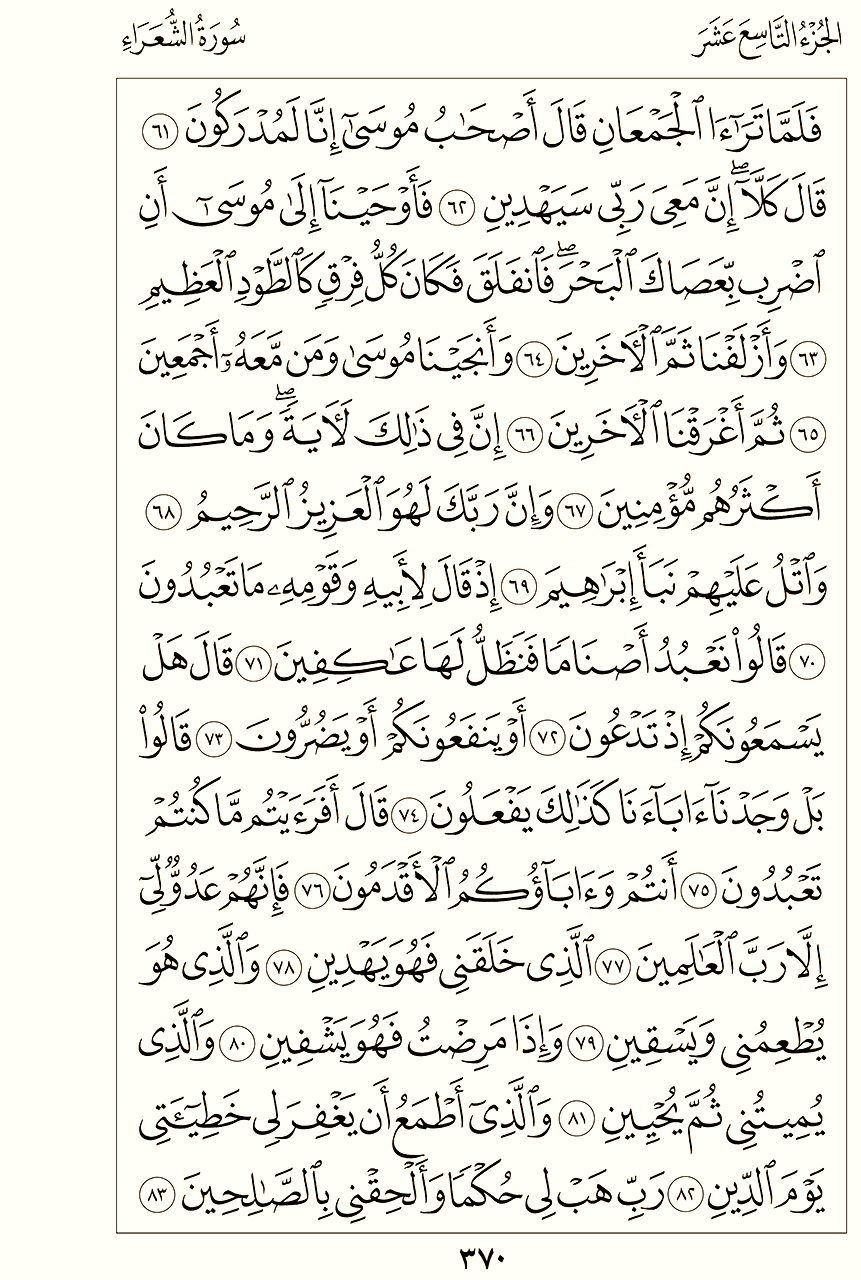 الجُزْءُ التَّاسِعَ عَشَرَ
سُورَةُ الشُّعَرَاءِ
فَلَمَّا تَرَٰٓءَا ٱلْجَمْعَانِ قَالَ أَصْحَٰبُ مُوسَىٰٓ إِنَّا لَمُدْرَكُونَ ٦١
قَالَ كَلَّآ ۖ إِنَّ مَعِىَ رَبِّى سَيَهْدِينِ ٦٢ فَأَوْحَيْنَآ إِلَىٰ مُوسَىٰٓ أَنِ
ٱضْرِب بِّعَصَاكَ ٱلْبَحْرَ ۖ فَٱنفَلَقَ فَكَانَ كُلُّ فِرْقٍ كَٱلطَّوْدِ ٱلْعَظِيمِ
٦٣ وَأَزْلَفْنَا ثَمَّ ٱلْـَٔاخَرِينَ ٦٤ وَأَنجَيْنَا مُوسَىٰ وَمَن مَّعَهُۥٓ أَجْمَعِينَ
٦٥ ثُمَّ أَغْرَقْنَا ٱلْـَٔاخَرِينَ ٦٦ إِنَّ فِى ذَٰلِكَ لَـَٔايَةً ۖ وَمَا كَانَ
أَكْثَرُهُم مُّؤْمِنِينَ ٦٧ وَإِنَّ رَبَّكَ لَهُوَ ٱلْعَزِيزُ ٱلرَّحِيمُ ٦٨
وَٱتْلُ عَلَيْهِمْ نَبَأَ إِبْرَٰهِيمَ ٦٩ إِذْ قَالَ لِأَبِيهِ وَقَوْمِهِۦ مَا تَعْبُدُونَ
٧٠ قَالُوا۟ نَعْبُدُ أَصْنَامًا فَنَظَلُّ لَهَا عَٰكِفِينَ ٧١ قَالَ هَلْ
يَسْمَعُونَكُمْ إِذْ تَدْعُونَ ٧٢ أَوْ يَنفَعُونَكُمْ أَوْ يَضُرُّونَ ٧٣ قَالُوا۟
بَلْ وَجَدْنَآ ءَابَآءَنَا كَذَٰلِكَ يَفْعَلُونَ ٧٤ قَالَ أَفَرَءَيْتُم مَّا كُنتُمْ
تَعْبُدُونَ ٧٥ أَنتُمْ وَءَابَآؤُكُمُ ٱلْأَقْدَمُونَ ٧٦ فَإِنَّهُمْ عَدُوٌّ لِّىٓ
إِلَّا رَبَّ ٱلْعَٰلَمِينَ ٧٧ ٱلَّذِى خَلَقَنِى فَهُوَ يَهْدِينِ ٧٨ وَٱلَّذِى هُوَ
يُطْعِمُنِى وَيَسْقِينِ ٧٩ وَإِذَا مَرِضْتُ فَهُوَ يَشْفِينِ ٨٠ وَٱلَّذِى
يُمِيتُنِى ثُمَّ يُحْيِينِ ٨١ وَٱلَّذِىٓ أَطْمَعُ أَن يَغْفِرَ لِى خَطِيٓـَٔتِى
يَوْمَ ٱلدِّينِ ٨٢ رَبِّ هَبْ لِى حُكْمًا وَأَلْحِقْنِى بِٱلصَّٰلِحِينَ ٨٣
٣٧٠